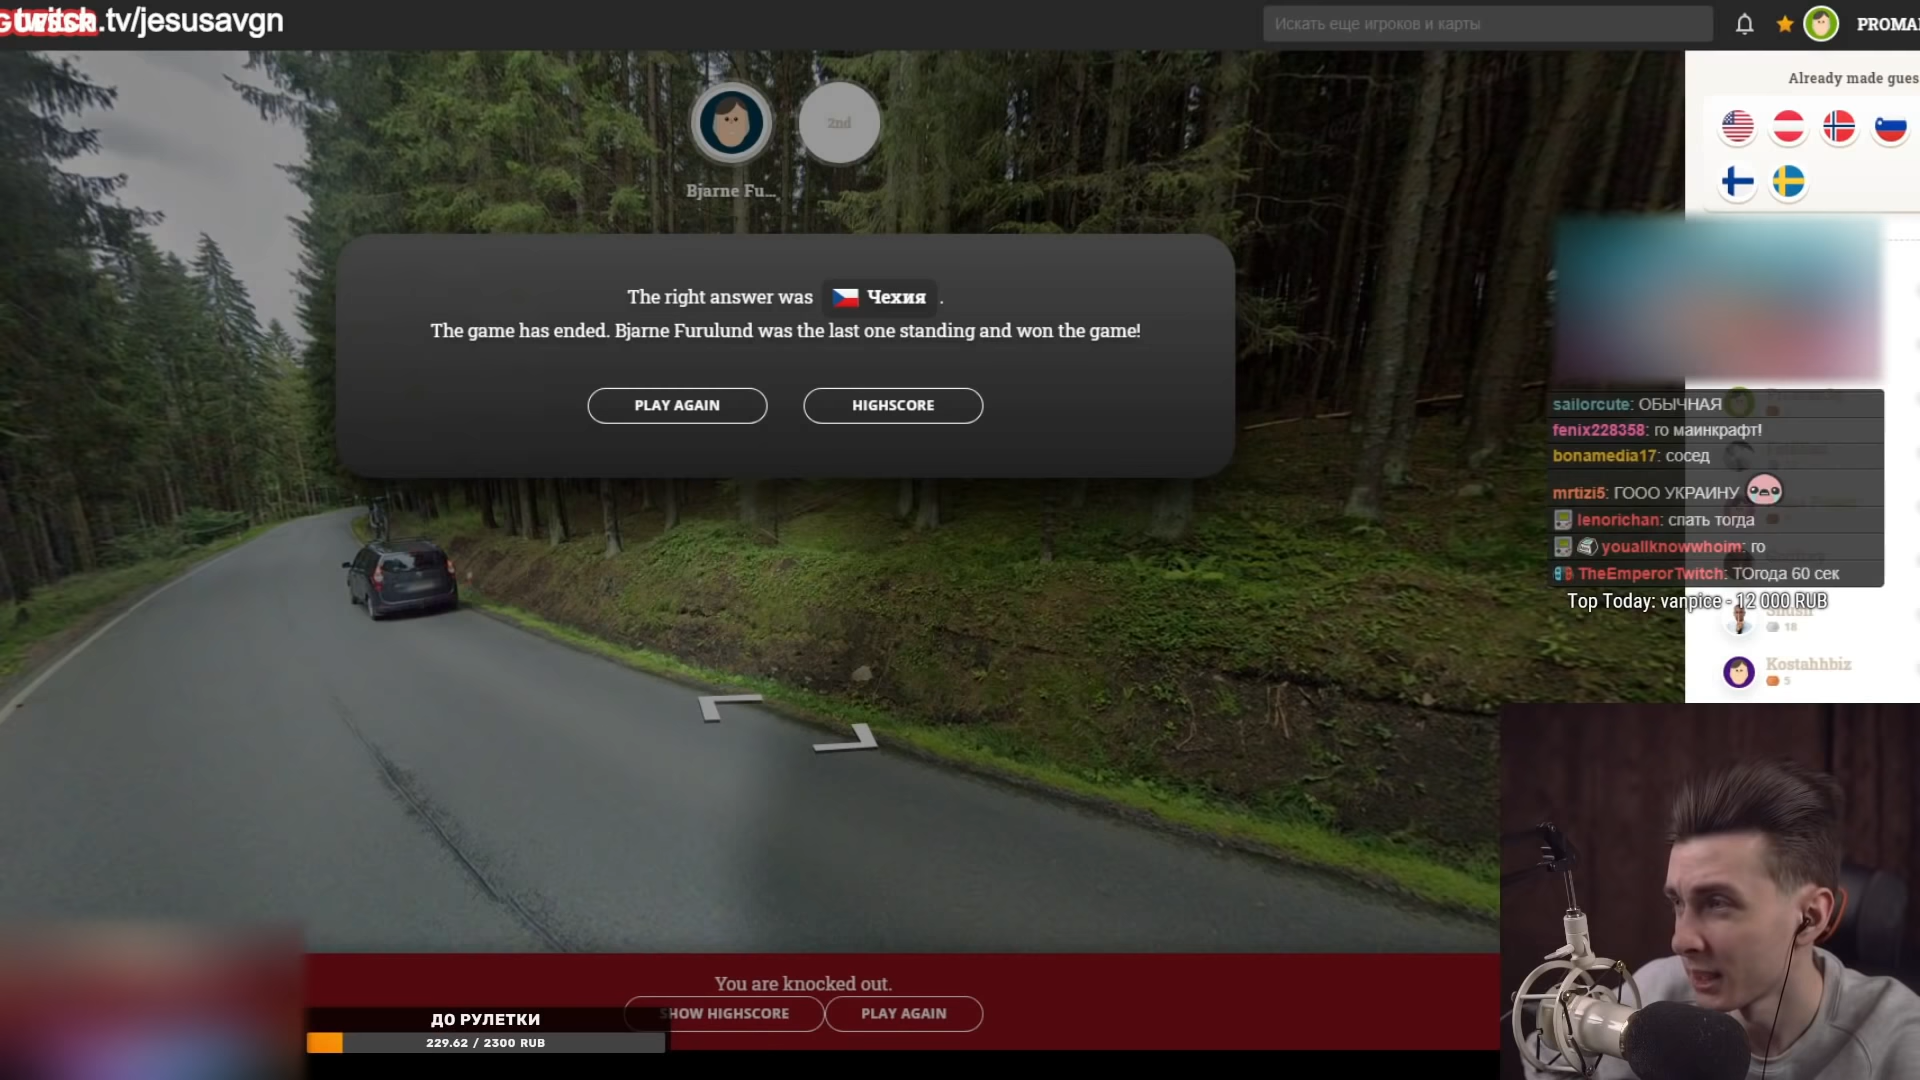 twitch.tv/jesusavgn
Искать еще игроков и карты
PROMA
Already made gues
2nd
Bjarne Fu...
The right answer was Чехия .
The game has ended. Bjarne Furulund was the last one standing and won the game!
PLAY AGAIN
HIGHSCORE
sailorcute: ОБЫЧНАЯ
fenix228358: го маинкрафт!
bonamedia17: сосед
mrtizi5: ГООО УКРАИНУ
lenorichan: спать тогда
youallknowwhoim: го
TheEmperorTwitch: ТОгода 60 сек
Top Today: vanpice - 12 000 RUB
18
Kostahhbiz
5
You are knocked out.
SHOW HIGHSCORE
PLAY AGAIN
ДО РУЛЕТКИ
229.62 / 2300 RUB